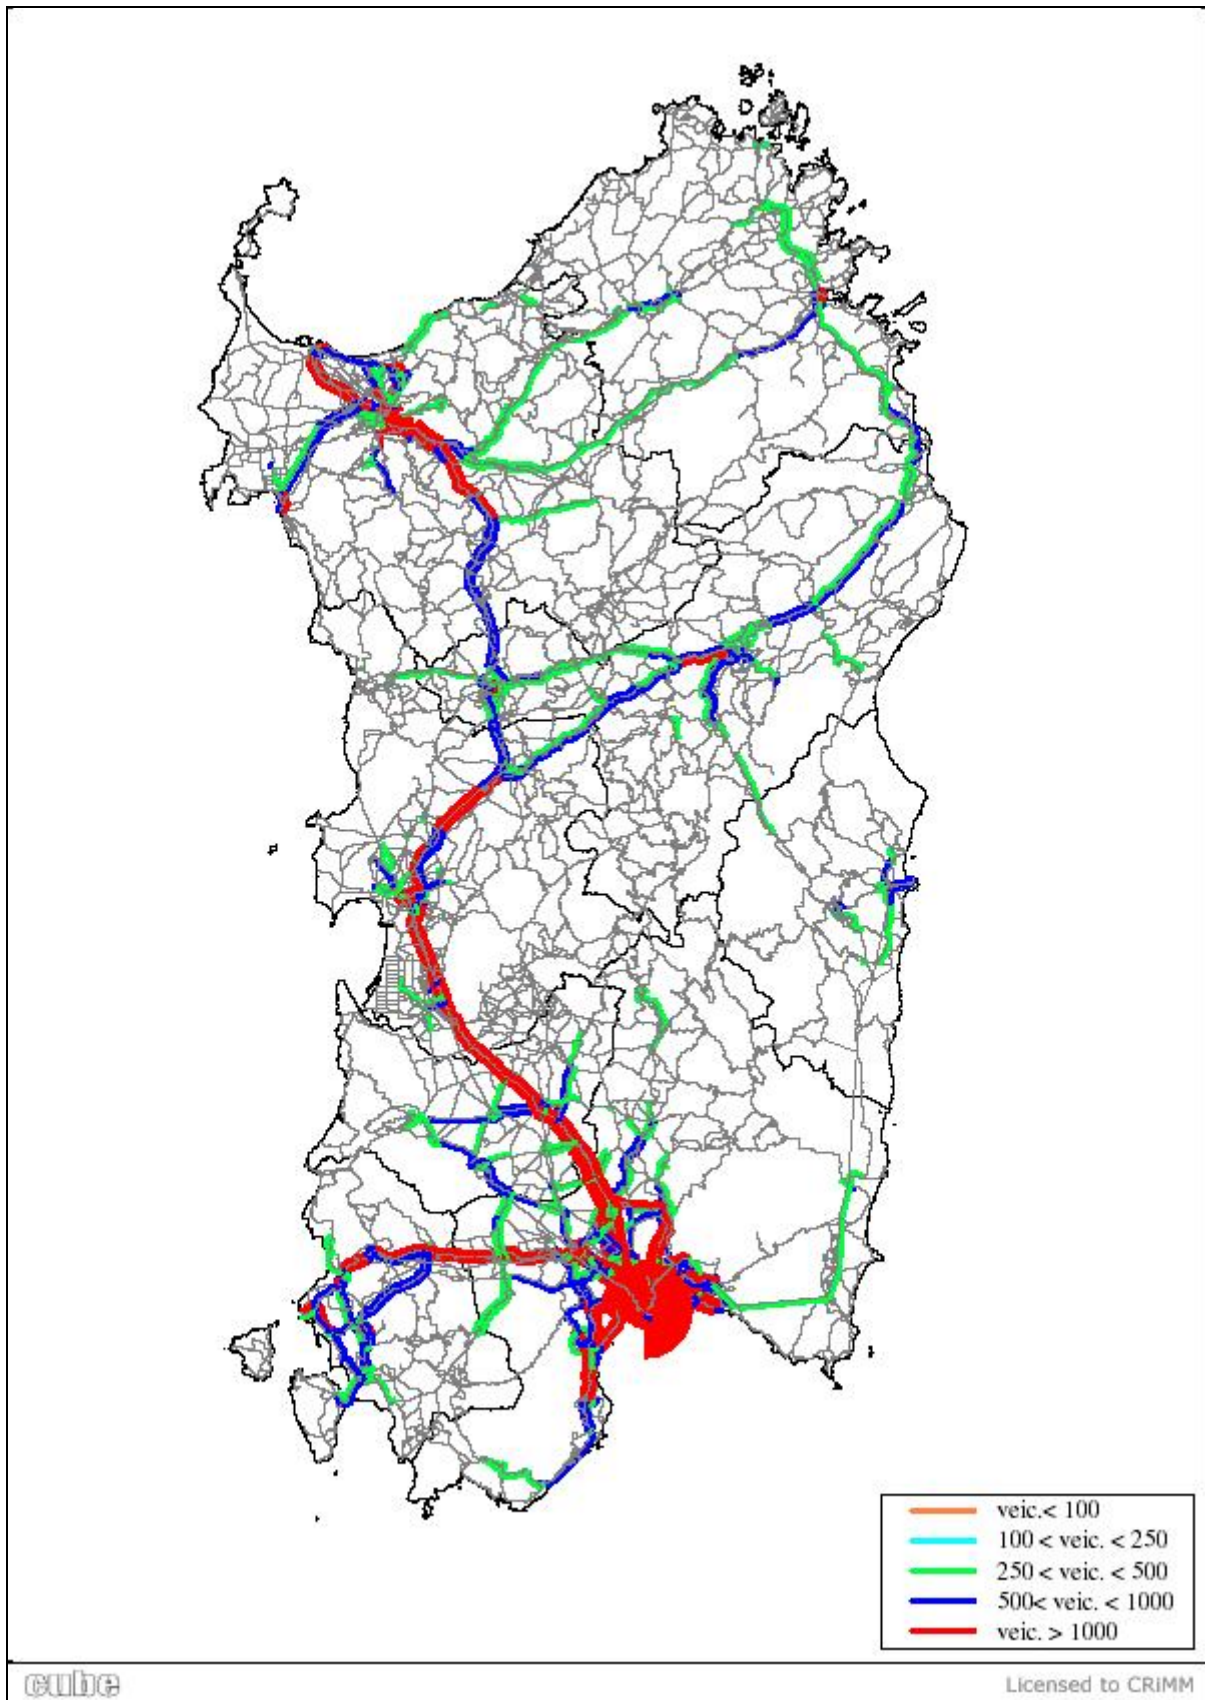 veic.< 100
100 < veic. < 250
250 < veic. < 500
500< veic. < 1000
veic. > 1000
cube
Licensed to CRiMM